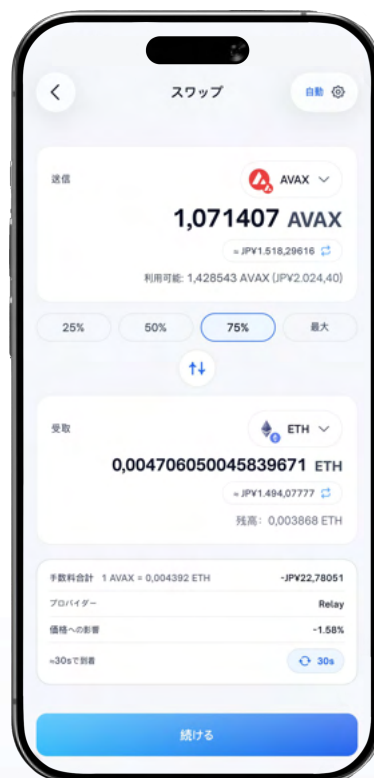 スワップ
自動
送信
AVAX
1,071407 AVAX
≈ JP¥1.518,29616
利用可能: 1,428543 AVAX (JP¥2.024,40)
25% 50% 75% 最大
受取
ETH
0,004706050045839671 ETH
≈ JP¥1.494,07777
残高: 0,003868 ETH
手数料合計 1 AVAX = 0,004392 ETH -JP¥22,78051
プロバイダー Relay
価格への影響 -1.58%
≈30sで到着 30s
続ける